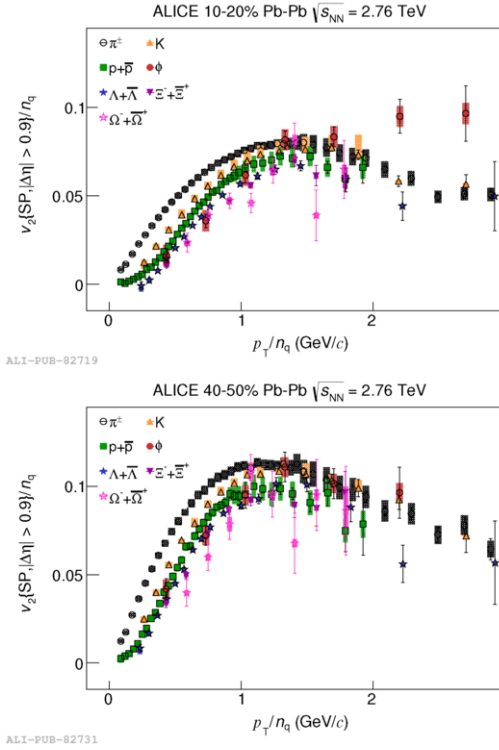 ALICE 10-20% Pb-Pb √sNN = 2.76 TeV
π± K
p+p̅ ϕ
Λ+Λ̅ Ξ⁻+Ξ̅⁺
Ω⁻+Ω̅⁺
v₂{SP,|Δη| > 0.9}/nq
0.1
0.05
0
0 1 2
pT/nq (GeV/c)
ALI-PUB-82719
ALICE 40-50% Pb-Pb √sNN = 2.76 TeV
π± K
p+p̅ ϕ
Λ+Λ̅ Ξ⁻+Ξ̅⁺
Ω⁻+Ω̅⁺
v₂{SP,|Δη| > 0.9}/nq
0.1
0.05
0
0 1 2
pT/nq (GeV/c)
ALI-PUB-82731